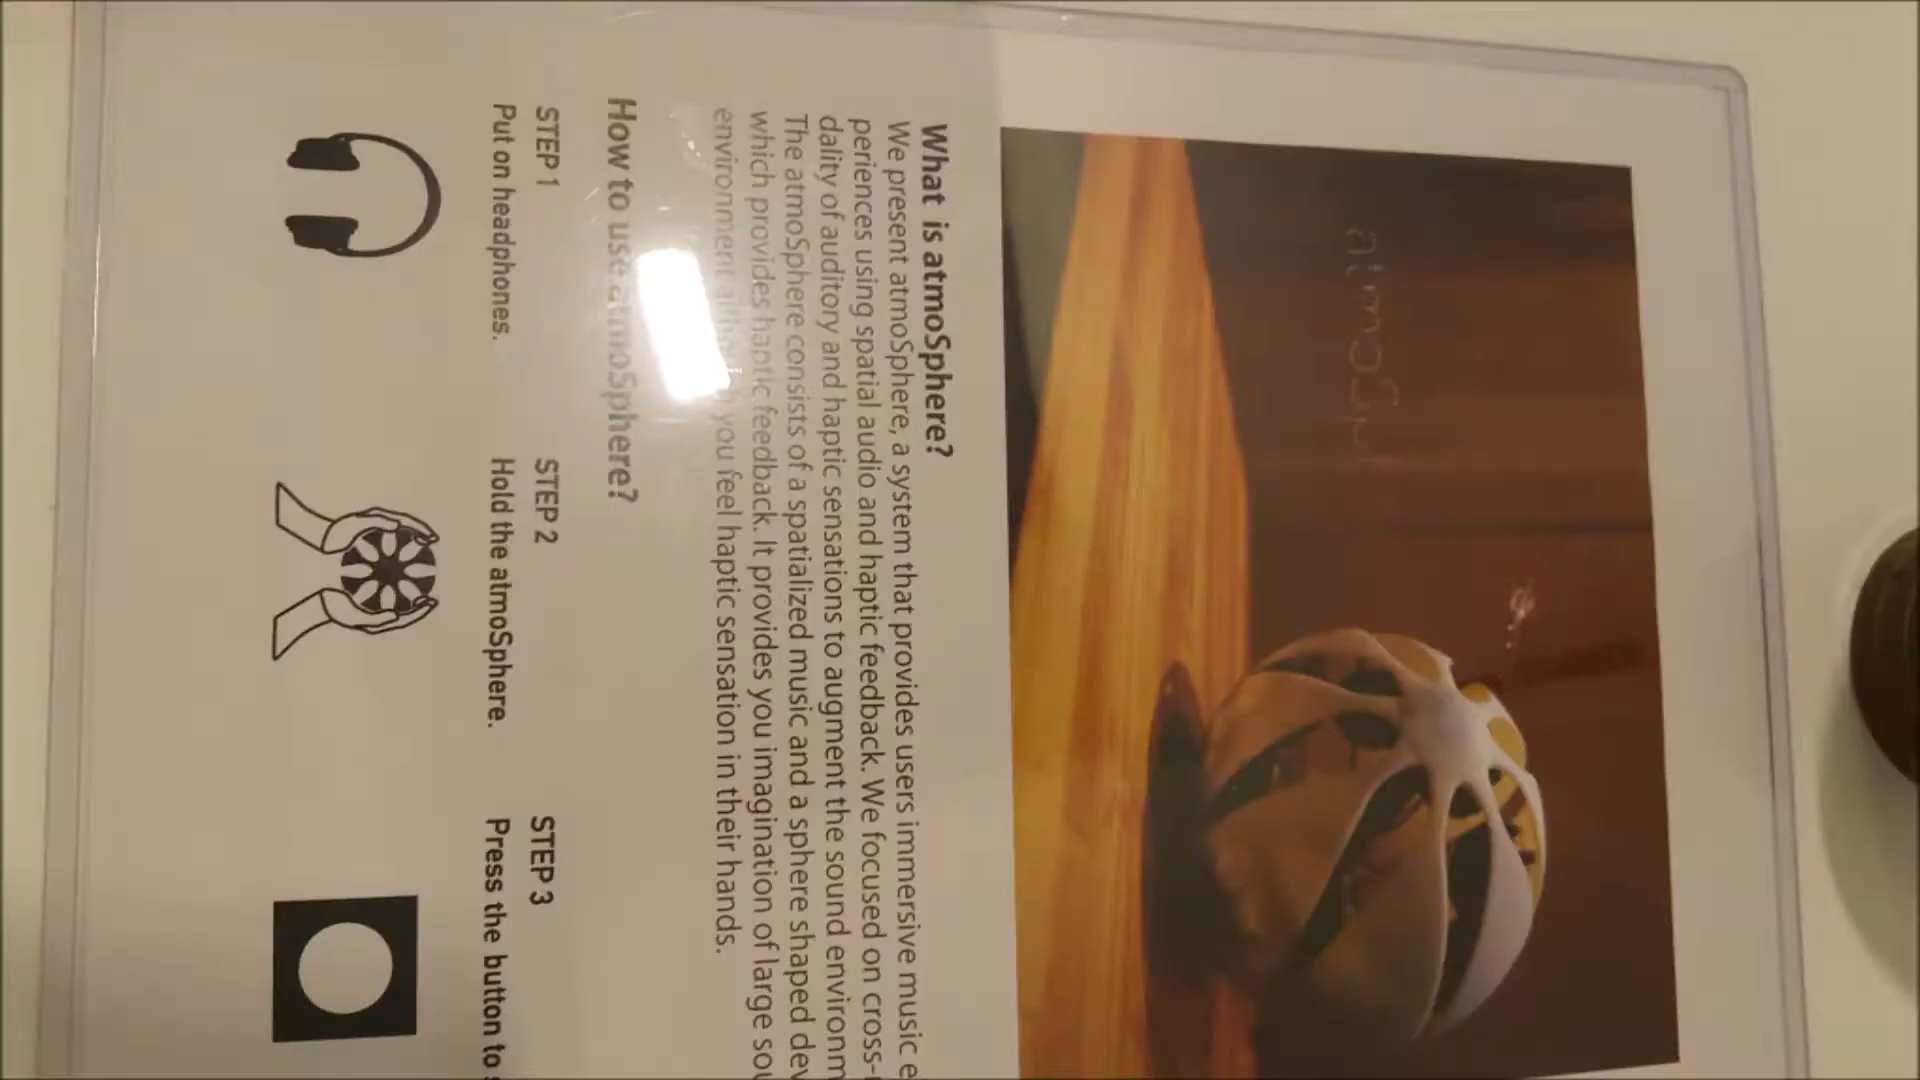 atmoSph
What is atmoSphere?
We present atmoSphere, a system that provides users immersive music e
periences using spatial audio and haptic feedback. We focused on cross-
dality of auditory and haptic sensations to augment the sound environm
The atmoSphere consists of a spatialized music and a sphere shaped dev
which provides haptic feedback. It provides you imagination of large sou
environment although you feel haptic sensation in their hands.
How to use atmoSphere?
STEP 1
Put on headphones.
STEP 2
Hold the atmoSphere.
STEP 3
Press the button to